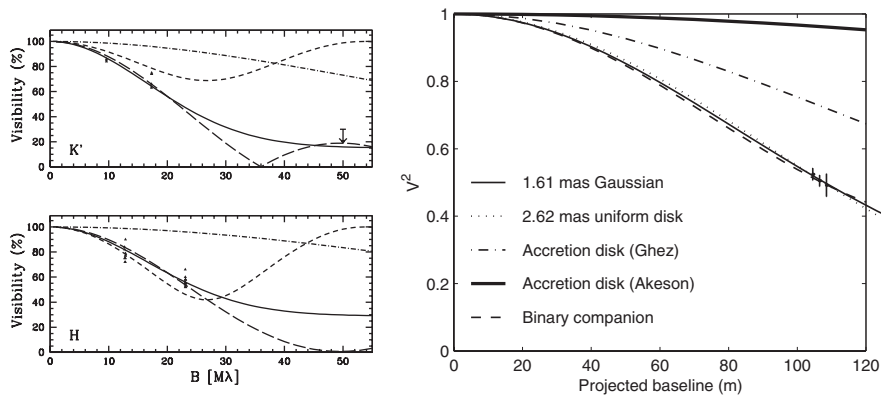 100
80
60
40
20
0
Visibility (%)
K'
0 10 20 30 40 50
100
80
60
40
20
0
Visibility (%)
H
0 10 20 30 40 50
B [Mλ]
1
0.8
0.6
0.4
0.2
0
V²
1.61 mas Gaussian
2.62 mas uniform disk
Accretion disk (Ghez)
Accretion disk (Akeson)
Binary companion
0 20 40 60 80 100 120
Projected baseline (m)